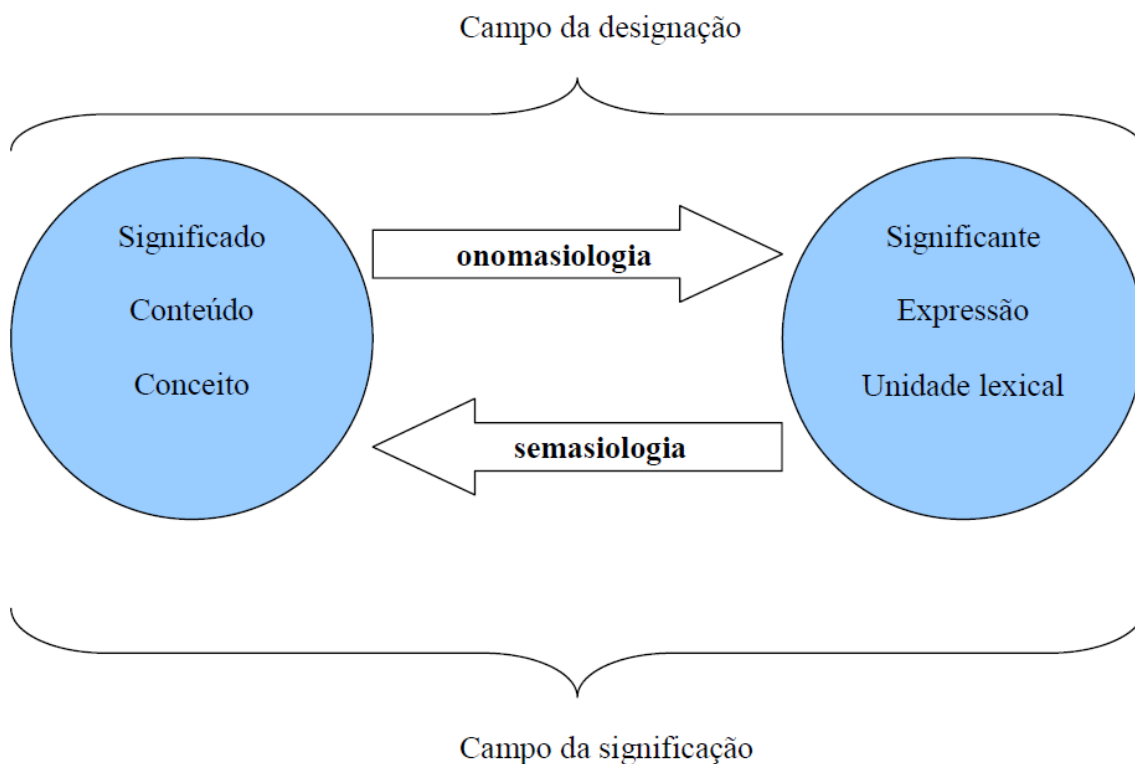 Campo da designação
Significado
Conteúdo
Conceito
onomasiologia
semasiologia
Significante
Expressão
Unidade lexical
Campo da significação